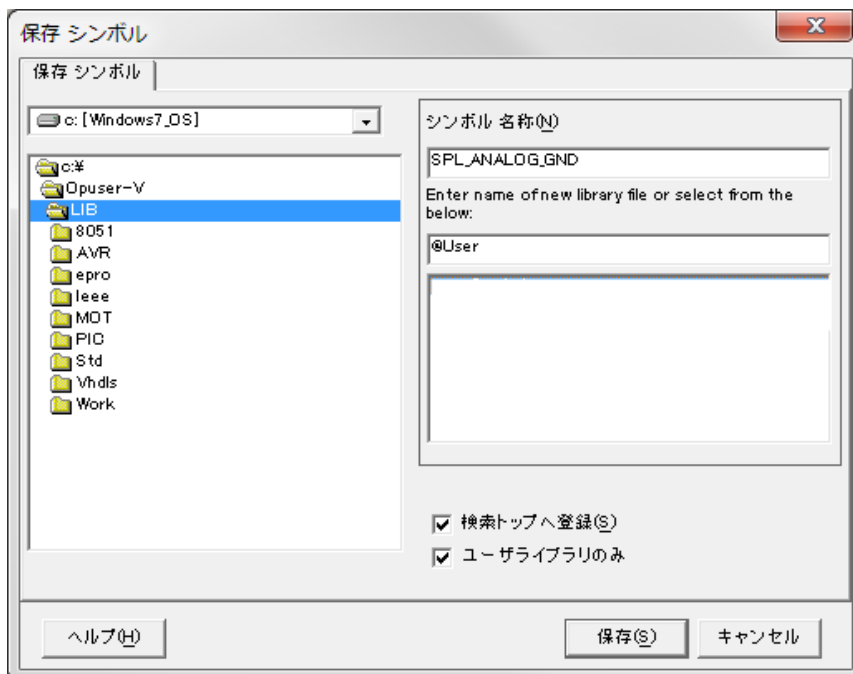 保存 シンボル
保存 シンボル
c: [Windows7_OS]
c:¥
Opuser-V
LIB
8051
AVR
epro
Ieee
MOT
PIC
Std
Vhdls
Work
シンボル 名称(N)
SPL_ANALOG_GND
Enter name of new library file or select from the
below:
@User
検索トップへ登録(S)
ユーザライブラリのみ
ヘルプ(H)
保存(S)
キャンセル